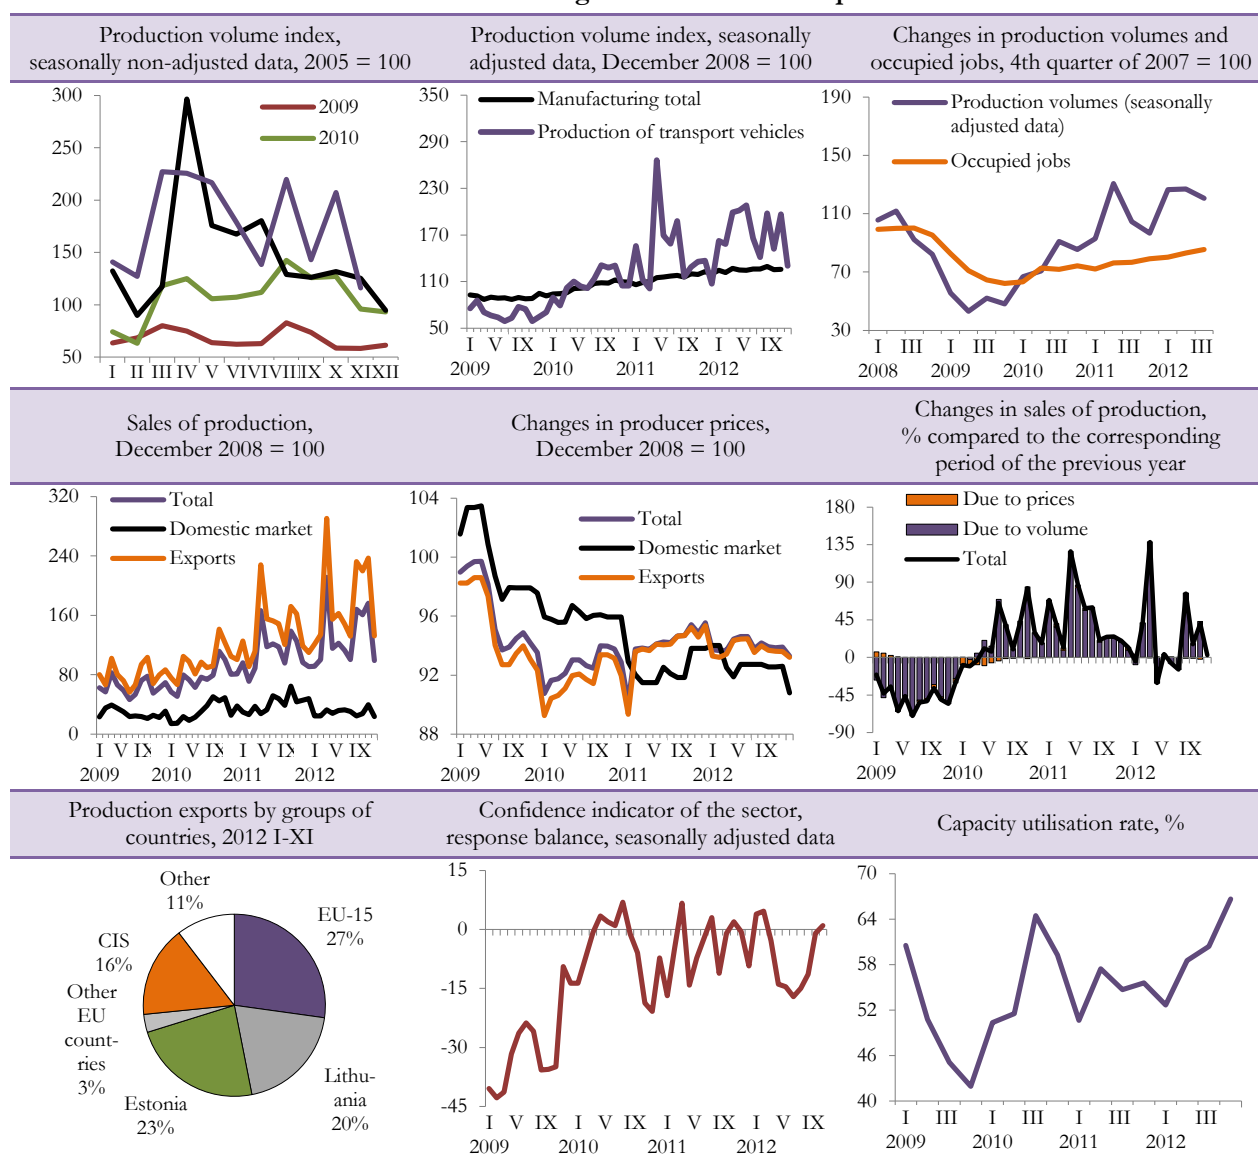 Production volume index,
seasonally non-adjusted data, 2005 = 100
Production volume index, seasonally
adjusted data, December 2008 = 100
Changes in production volumes and
occupied jobs, 4th quarter of 2007 = 100
300
250
200
150
100
50
2009
2010
I II III IV V VI VII VIII IX X XI XII
350
290
230
170
110
50
Manufacturing total
Production of transport vehicles
I V IX I V IX I V IX I V IX
2009 2010 2011 2012
190
150
110
70
30
Production volumes (seasonally
adjusted data)
Occupied jobs
I III I III I III I III I III
2008 2009 2010 2011 2012
Sales of production,
December 2008 = 100
Changes in producer prices,
December 2008 = 100
Changes in sales of production,
% compared to the corresponding
period of the previous year
320
240
160
80
0
Total
Domestic market
Exports
I V IX I V IX I V IX I V IX
2009 2010 2011 2012
104
100
96
92
88
Total
Domestic market
Exports
I V IX I V IX I V IX I V IX
2009 2010 2011 2012
180
135
90
45
0
-45
-90
Due to prices
Due to volume
Total
I V IX I V IX I V IX I V IX
2009 2010 2011 2012
Production exports by groups of
countries, 2012 I-XI
Confidence indicator of the sector,
response balance, seasonally adjusted data
Capacity utilisation rate, %
Other
11%
EU-15
27%
CIS
16%
Other
EU
count-
ries
3%
Estonia
23%
Lithu-
ania
20%
15
0
-15
-30
-45
I V IX I V IX I V IX I V IX
2009 2010 2011 2012
70
64
58
52
46
40
I III I III I III I III
2009 2010 2011 2012